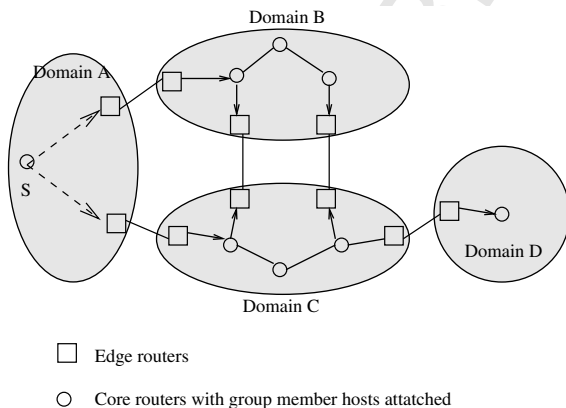 Domain B
Domain A
S
Domain D
Domain C
Edge routers
Core routers with group member hosts attatched